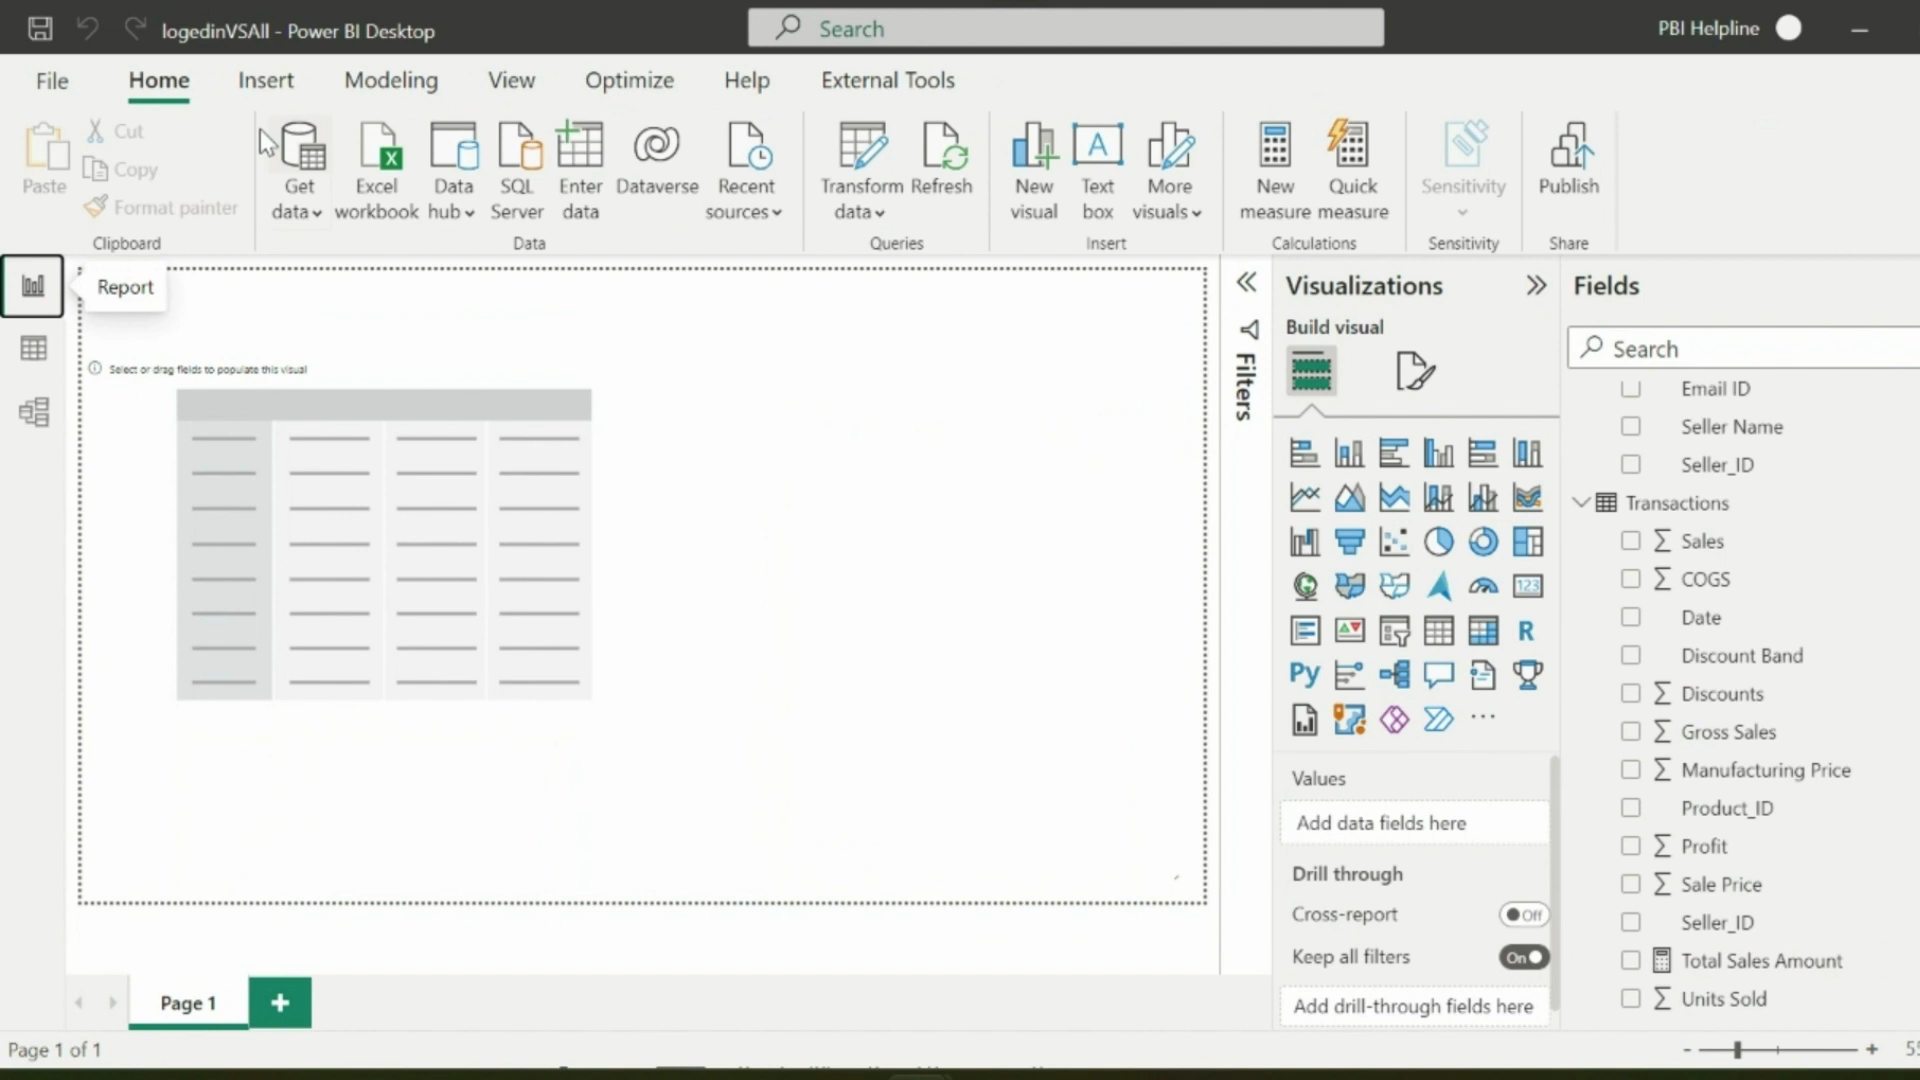 logedinVSAll - Power BI Desktop
Search
PBI Helpline
File
Home
Insert
Modeling
View
Optimize
Help
External Tools
Paste
Cut
Copy
Format painter
Clipboard
Get data
Excel workbook
Data hub
SQL Server
Enter data
Dataverse
Recent sources
Data
Transform data
Refresh
Queries
New visual
Text box
More visuals
Insert
New measure
Quick measure
Calculations
Sensitivity
Sensitivity
Publish
Share
Report
Select or drag fields to populate this visual
Filters
Visualizations
Build visual
123
R
Py
Values
Add data fields here
Drill through
Cross-report
Off
Keep all filters
On
Add drill-through fields here
Fields
Search
Email ID
Seller Name
Seller_ID
Transactions
Sales
COGS
Date
Discount Band
Discounts
Gross Sales
Manufacturing Price
Product_ID
Profit
Sale Price
Seller_ID
Total Sales Amount
Units Sold
Page 1
Page 1 of 1